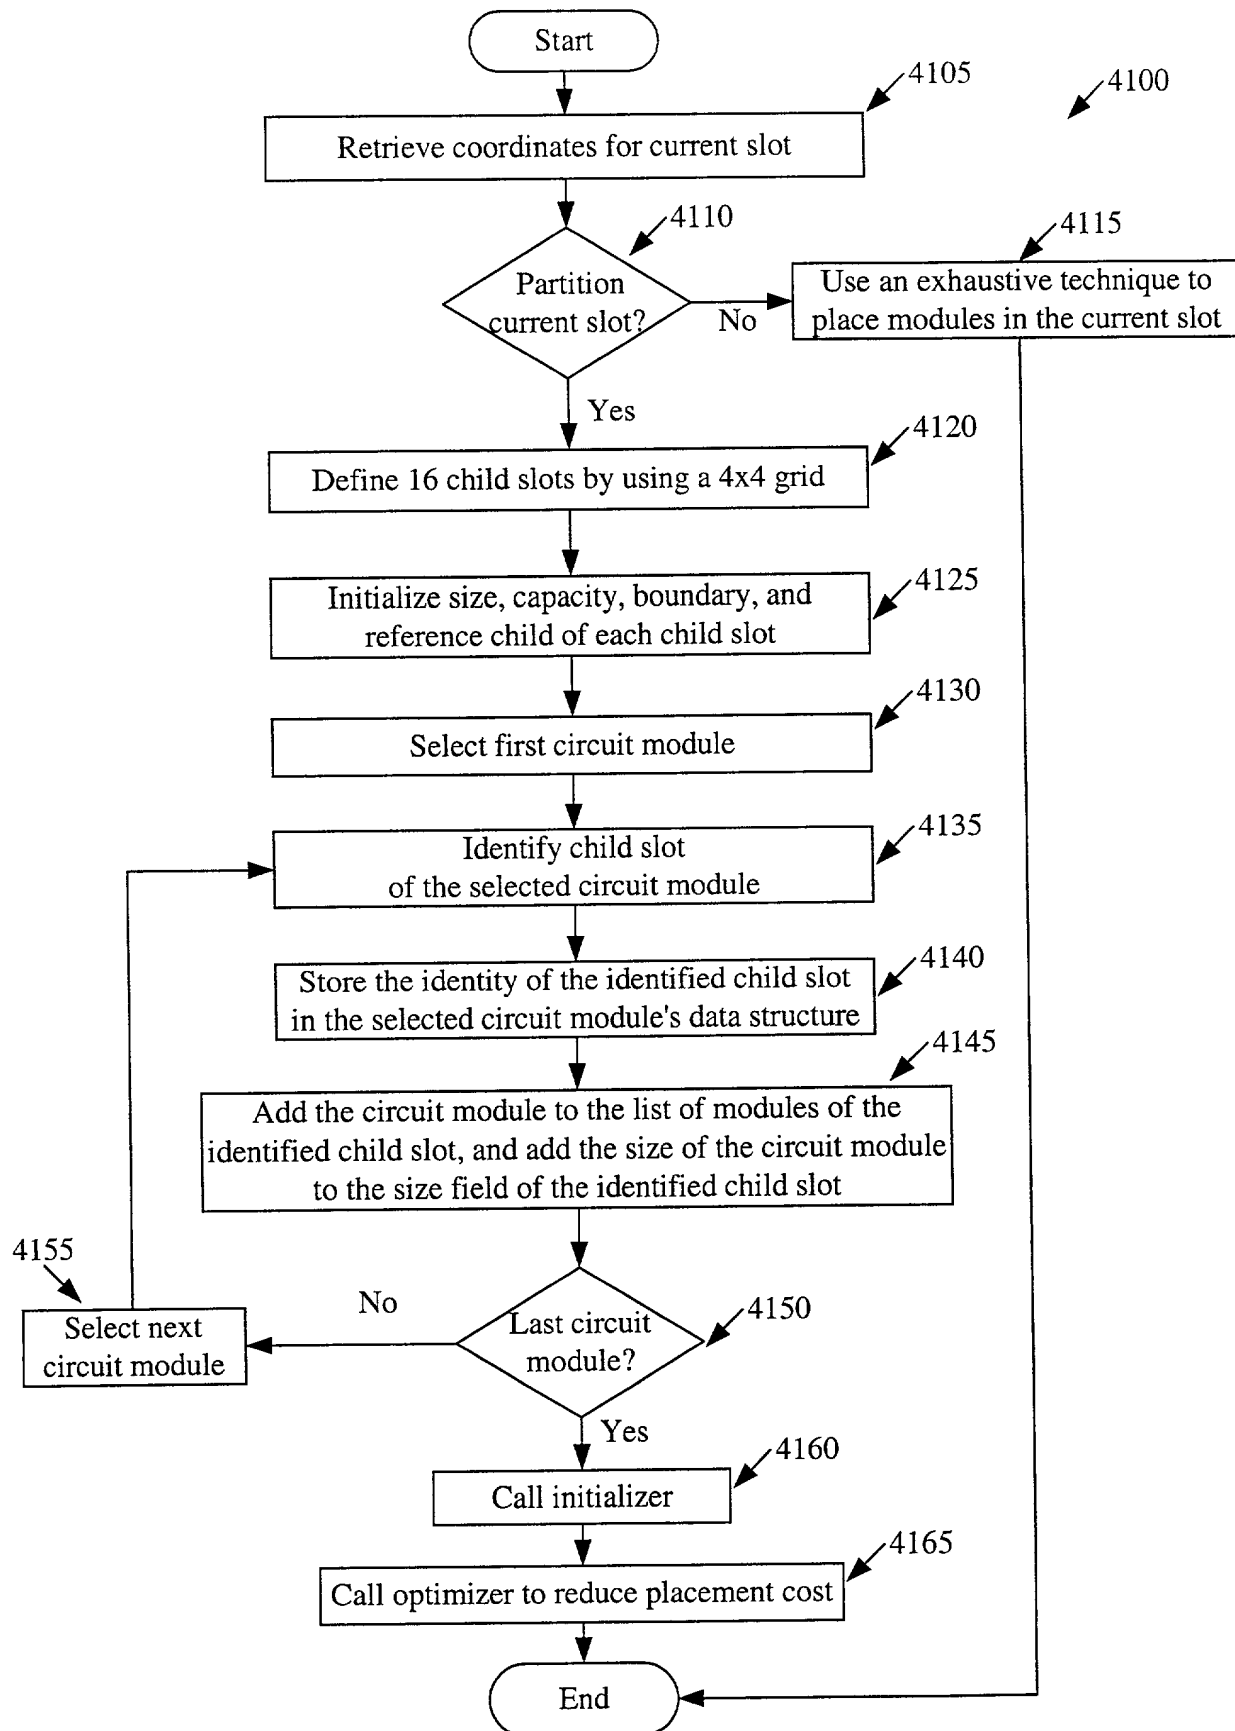 Start
4105
4100
Retrieve coordinates for current slot
4110
4115
Partition
current slot?
No
Use an exhaustive technique to
place modules in the current slot
Yes
4120
Define 16 child slots by using a 4x4 grid
4125
Initialize size, capacity, boundary, and
reference child of each child slot
4130
Select first circuit module
4135
Identify child slot
of the selected circuit module
4140
Store the identity of the identified child slot
in the selected circuit module's data structure
4145
Add the circuit module to the list of modules of the
identified child slot, and add the size of the circuit module
to the size field of the identified child slot
4155
Select next
circuit module
No
4150
Last circuit
module?
Yes
4160
Call initializer
4165
Call optimizer to reduce placement cost
End